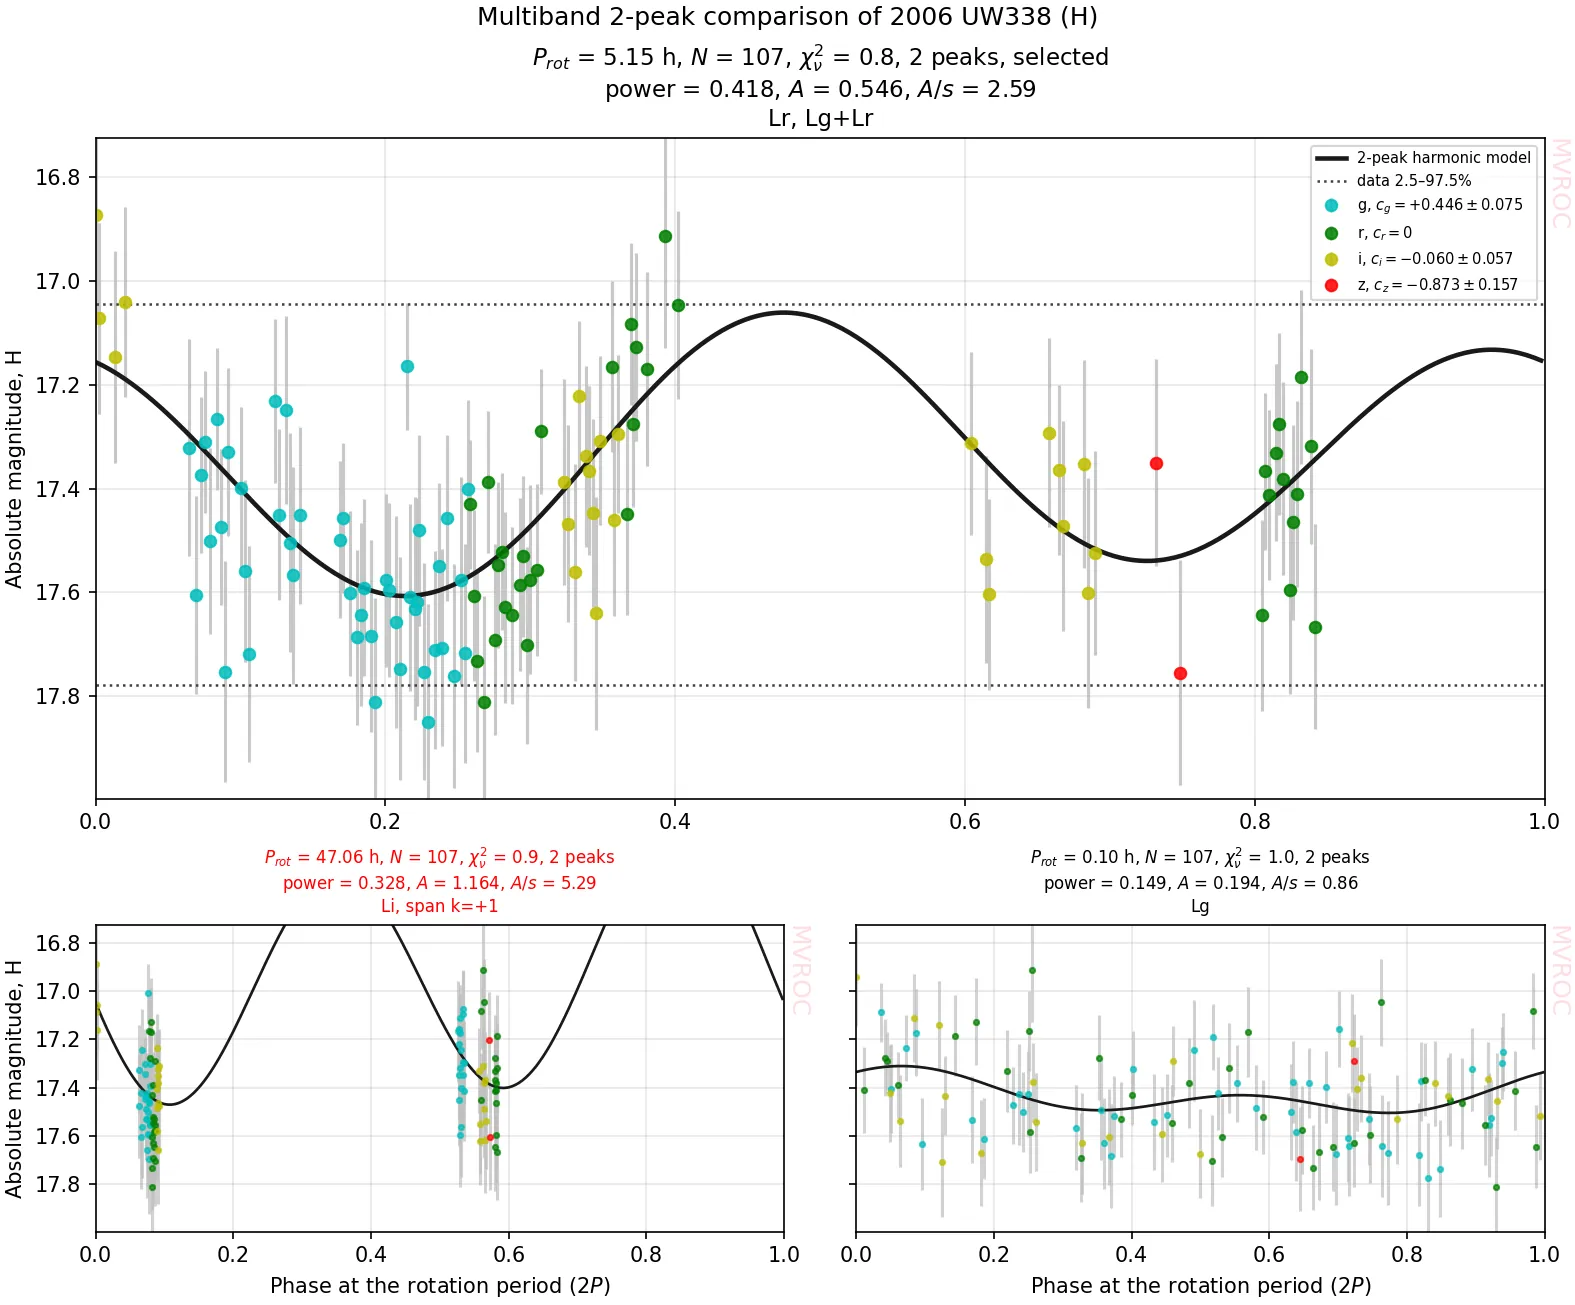 Multiband 2-peak comparison of 2006 UW338 (H)
P_rot = 5.15 h, N = 107, χ²_ν = 0.8, 2 peaks, selected
power = 0.418, A = 0.546, A/s = 2.59
Lr, Lg+Lr
Absolute magnitude, H
16.8
17.0
17.2
17.4
17.6
17.8
2-peak harmonic model
data 2.5–97.5%
g, c_g = +0.446 ± 0.075
r, c_r = 0
i, c_i = −0.060 ± 0.057
z, c_z = −0.873 ± 0.157
MVROC
0.0 0.2 0.4 0.6 0.8 1.0
P_rot = 47.06 h, N = 107, χ²_ν = 0.9, 2 peaks
power = 0.328, A = 1.164, A/s = 5.29
Li, span k=+1
Absolute magnitude, H
16.8
17.0
17.2
17.4
17.6
17.8
MVROC
0.0 0.2 0.4 0.6 0.8 1.0
Phase at the rotation period (2P)
P_rot = 0.10 h, N = 107, χ²_ν = 1.0, 2 peaks
power = 0.149, A = 0.194, A/s = 0.86
Lg
MVROC
0.0 0.2 0.4 0.6 0.8 1.0
Phase at the rotation period (2P)